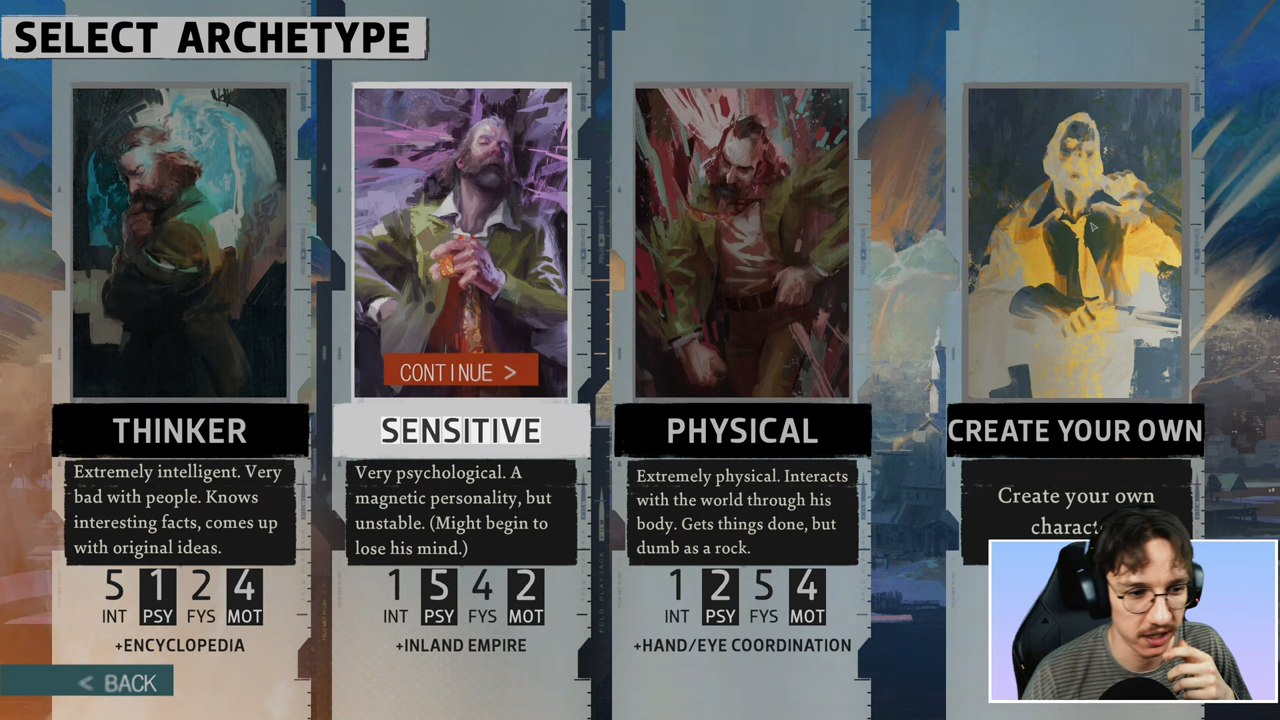 SELECT ARCHETYPE
CONTINUE >
THINKER
Extremely intelligent. Very
bad with people. Knows
interesting facts, comes up
with original ideas.
5 1 2 4
INT PSY FYS MOT
+ENCYCLOPEDIA
SENSITIVE
Very psychological. A
magnetic personality, but
unstable. (Might begin to
lose his mind.)
1 5 4 2
INT PSY FYS MOT
+INLAND EMPIRE
PHYSICAL
Extremely physical. Interacts
with the world through his
body. Gets things done, but
dumb as a rock.
1 2 5 4
INT PSY FYS MOT
+HAND/EYE COORDINATION
CREATE YOUR OWN
Create your own
< BACK